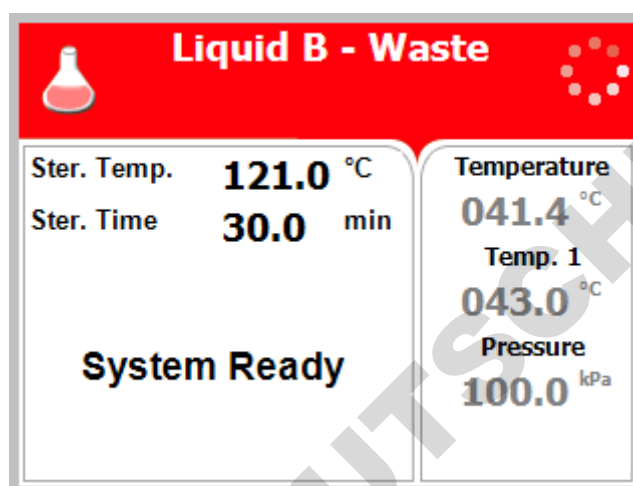 Liquid B - Waste
Ster. Temp. 121.0 °C
Ster. Time 30.0 min
System Ready
Temperature
041.4 °C
Temp. 1
043.0 °C
Pressure
100.0 kPa